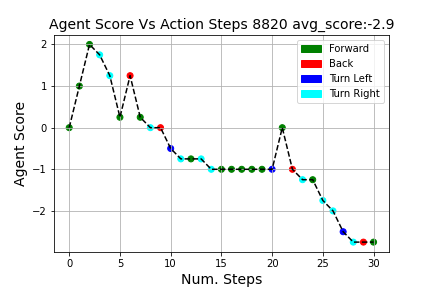 Agent Score Vs Action Steps 8820 avg_score:-2.9
2
1
0
−1
−2
Agent Score
Forward
Back
Turn Left
Turn Right
0 5 10 15 20 25 30
Num. Steps